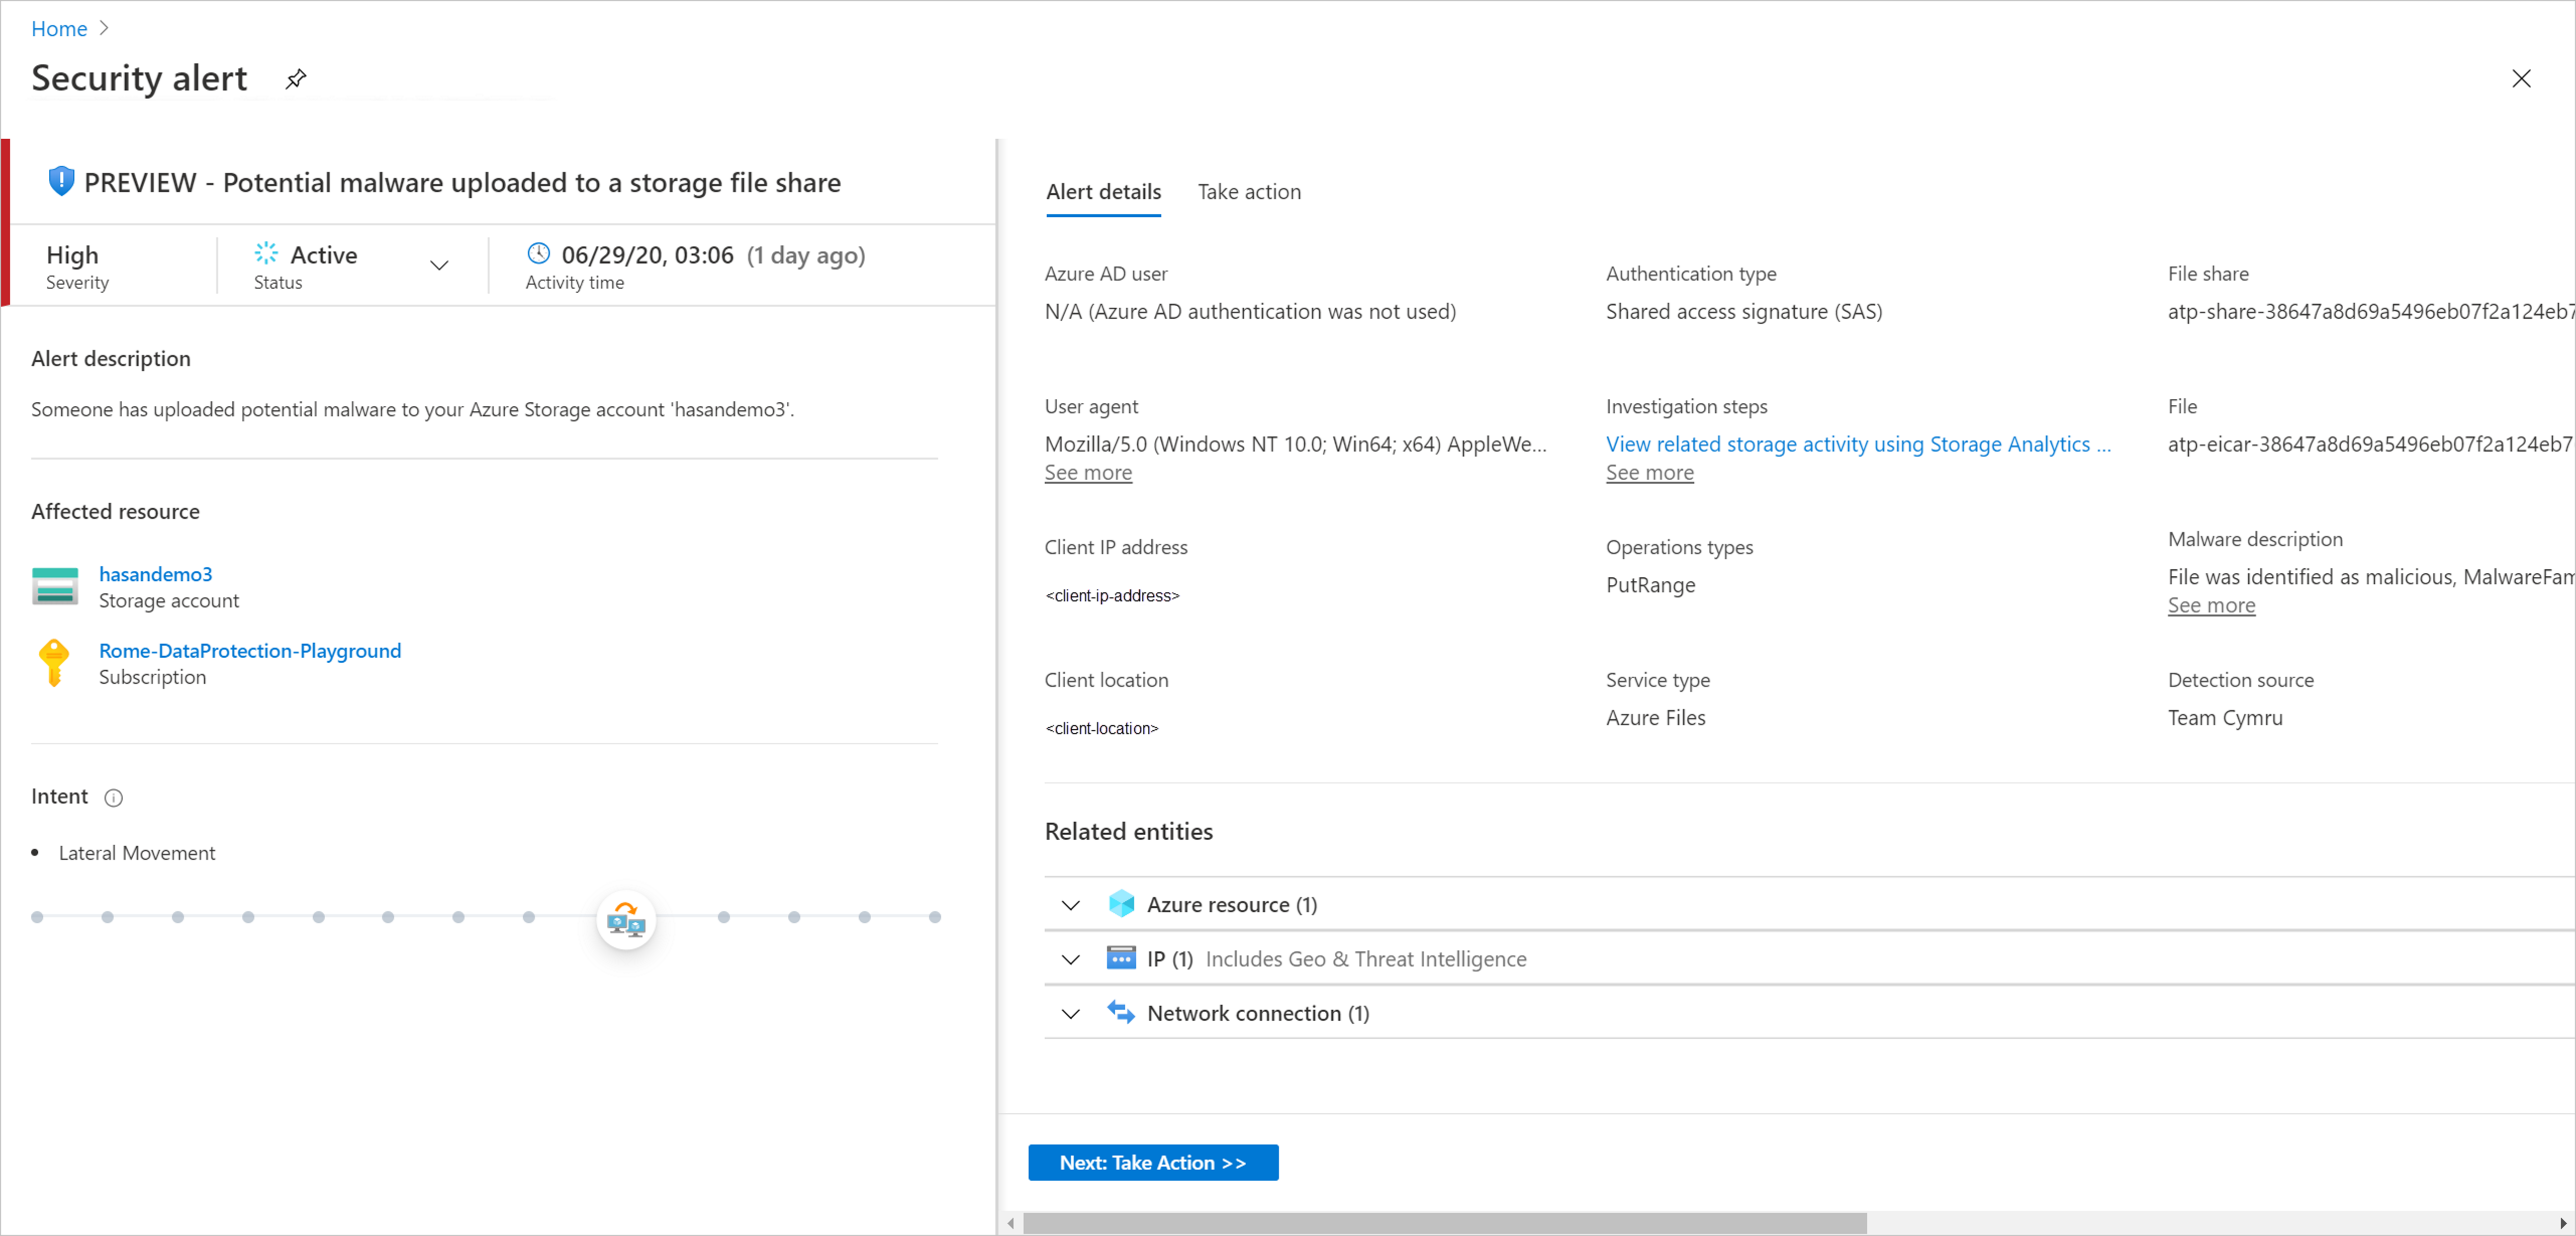 Home
Security alert
PREVIEW - Potential malware uploaded to a storage file share
High
Severity
Active
Status
06/29/20, 03:06 (1 day ago)
Activity time
Alert description
Someone has uploaded potential malware to your Azure Storage account 'hasandemo3'.
Affected resource
hasandemo3
Storage account
Rome-DataProtection-Playground
Subscription
Intent
Lateral Movement
Alert details
Take action
Azure AD user
N/A (Azure AD authentication was not used)
Authentication type
Shared access signature (SAS)
File share
atp-share-38647a8d69a5496eb07f2a124eb7
User agent
Mozilla/5.0 (Windows NT 10.0; Win64; x64) AppleWe...
See more
Investigation steps
View related storage activity using Storage Analytics ...
See more
File
atp-eicar-38647a8d69a5496eb07f2a124eb7
Client IP address
<client-ip-address>
Operations types
PutRange
Malware description
File was identified as malicious, MalwareFam
See more
Client location
<client-location>
Service type
Azure Files
Detection source
Team Cymru
Related entities
Azure resource (1)
IP (1) Includes Geo & Threat Intelligence
Network connection (1)
Next: Take Action >>